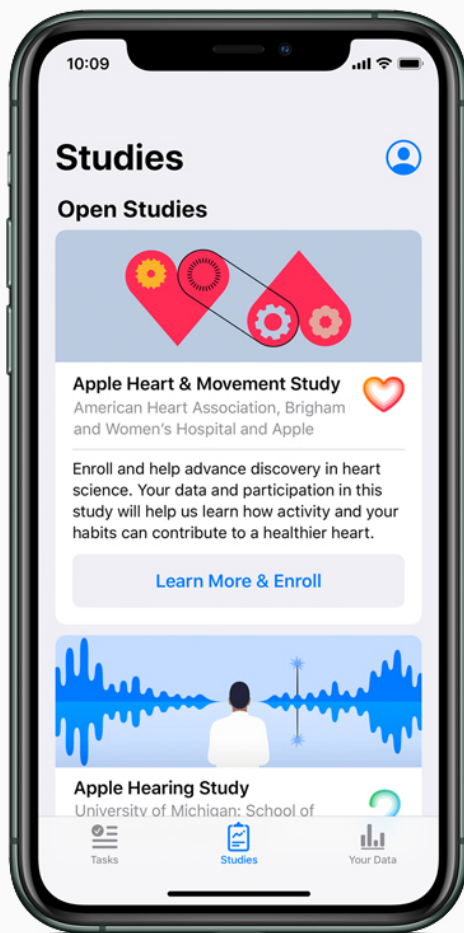 10:09
Studies
Open Studies
Apple Heart & Movement Study
American Heart Association, Brigham
and Women's Hospital and Apple
Enroll and help advance discovery in heart
science. Your data and participation in this
study will help us learn how activity and your
habits can contribute to a healthier heart.
Learn More & Enroll
Apple Hearing Study
University of Michigan: School of
Tasks
Studies
Your Data